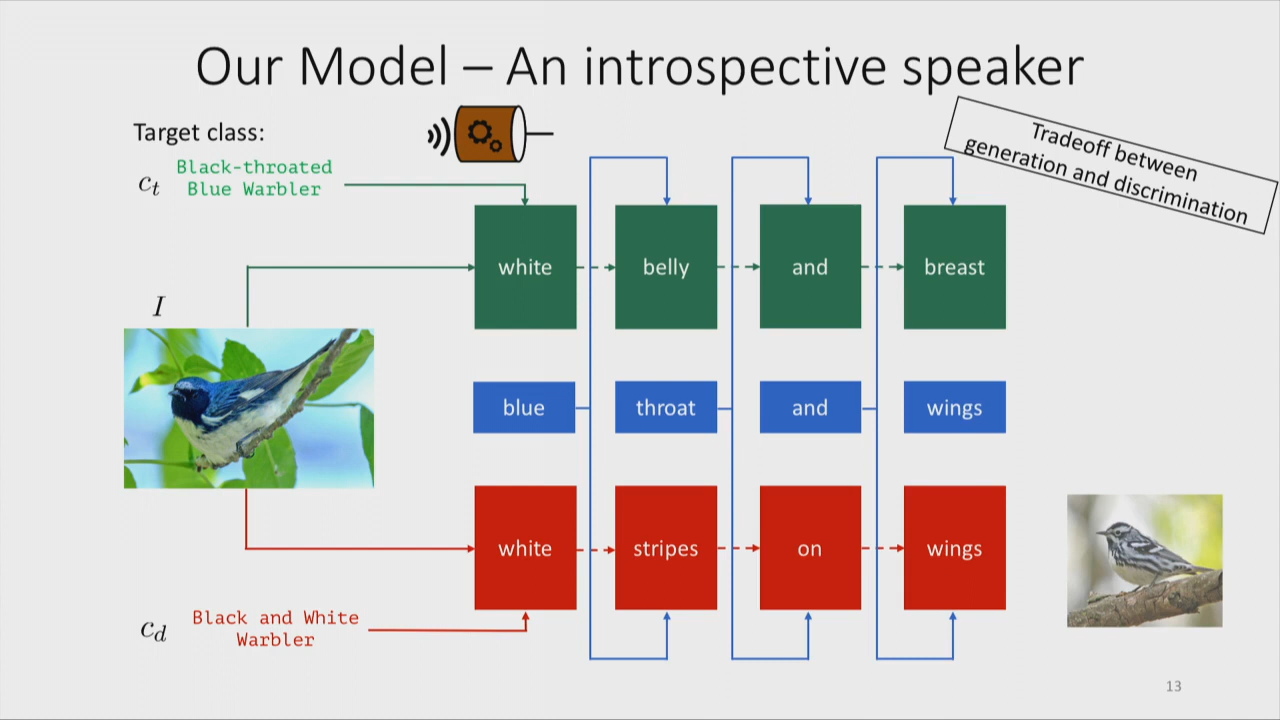 Our Model – An introspective speaker
Target class:
c_t
Black-throated
Blue Warbler
Tradeoff between
generation and discrimination
white
belly
and
breast
I
blue
throat
and
wings
white
stripes
on
wings
c_d
Black and White
Warbler
13